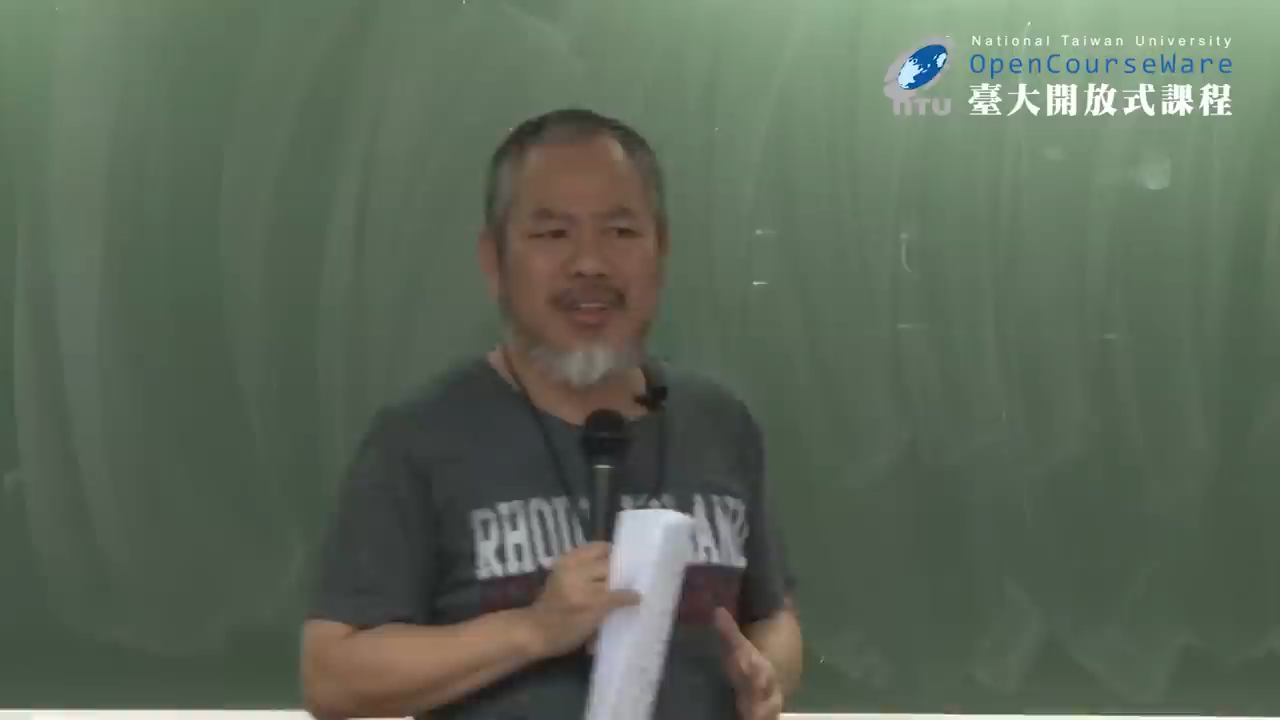 National Taiwan University
OpenCourseWare
NTU
臺大開放式課程